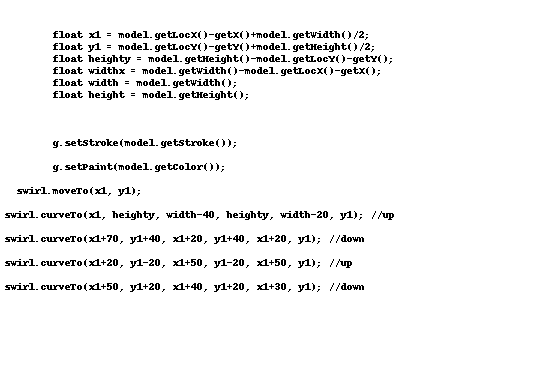 float x1 = model.getLocX()-getX()+model.getWidth()/2;
float y1 = model.getLocY()-getY()+model.getHeight()/2;
float heighty = model.getHeight()-model.getLocY()-getY();
float widthx = model.getWidth()-model.getLocX()-getX();
float width = model.getWidth();
float height = model.getHeight();
g.setStroke(model.getStroke());
g.setPaint(model.getColor());
swirl.moveTo(x1, y1);
swirl.curveTo(x1, heighty, width-40, heighty, width-20, y1); //up
swirl.curveTo(x1+70, y1+40, x1+20, y1+40, x1+20, y1); //down
swirl.curveTo(x1+20, y1-20, x1+50, y1-20, x1+50, y1); //up
swirl.curveTo(x1+50, y1+20, x1+40, y1+20, x1+30, y1); //down